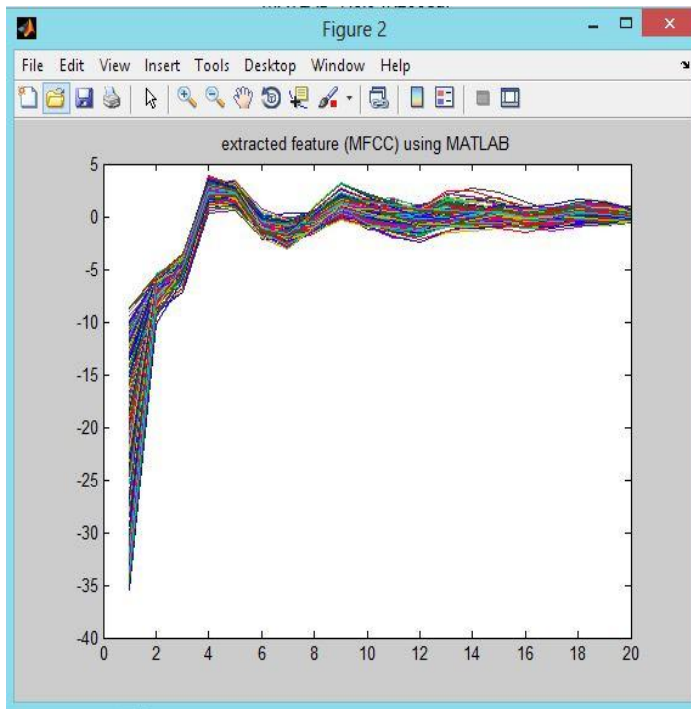 Figure 2
File Edit View Insert Tools Desktop Window Help
extracted feature (MFCC) using MATLAB
5
0
-5
-10
-15
-20
-25
-30
-35
-40
0 2 4 6 8 10 12 14 16 18 20